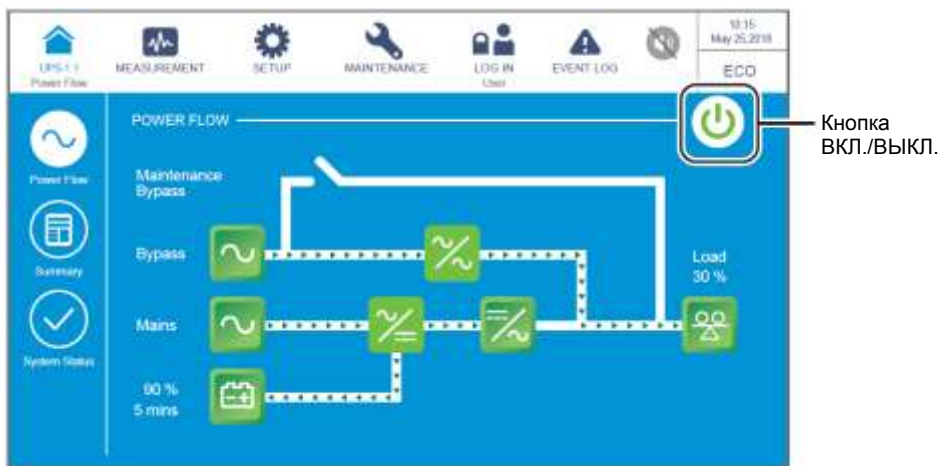 10:15
May 25,2018
UPS-1.1
Power Flow
MEASUREMENT
SETUP
MAINTENANCE
LOG IN
User
EVENT LOG
ECO
POWER FLOW
Кнопка
ВКЛ./ВЫКЛ.
Power Flow
Maintenance
Bypass
Summary
Bypass
Load
30 %
Mains
System Status
90 %
5 mins